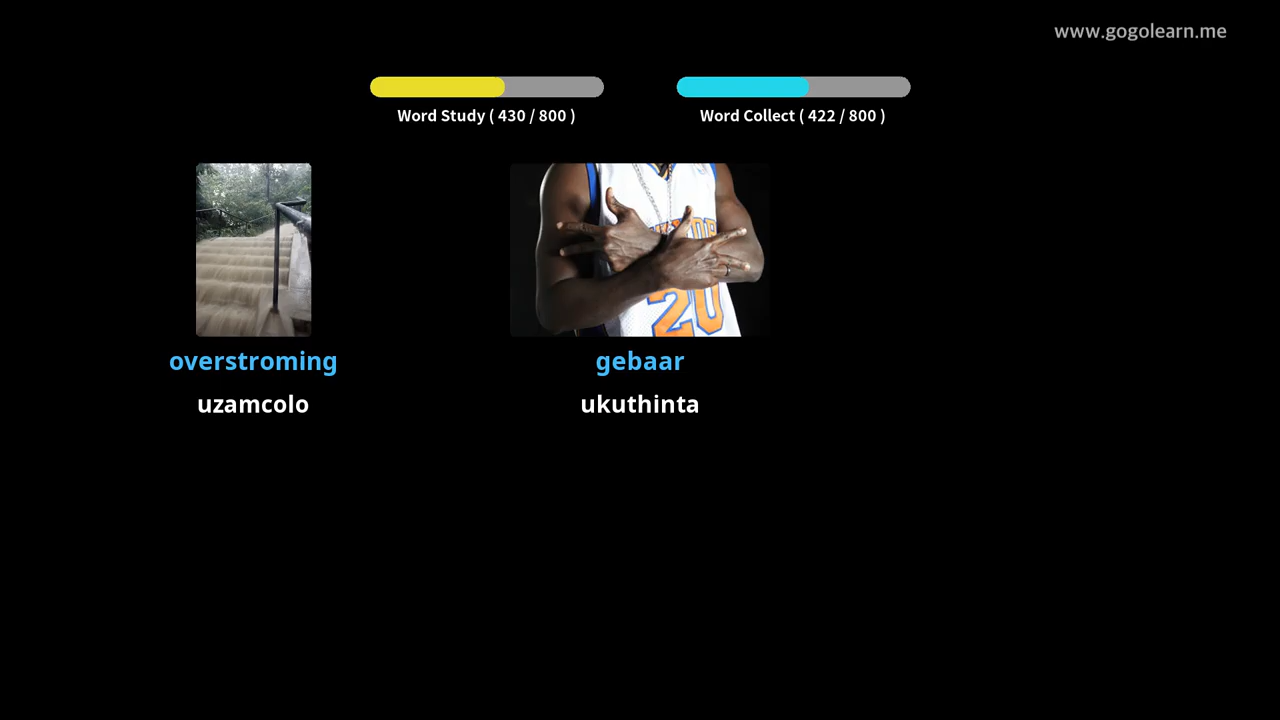 www.gogolearn.me
Word Study ( 430 / 800 )
Word Collect ( 422 / 800 )
20
overstroming
gebaar
uzamcolo
ukuthinta